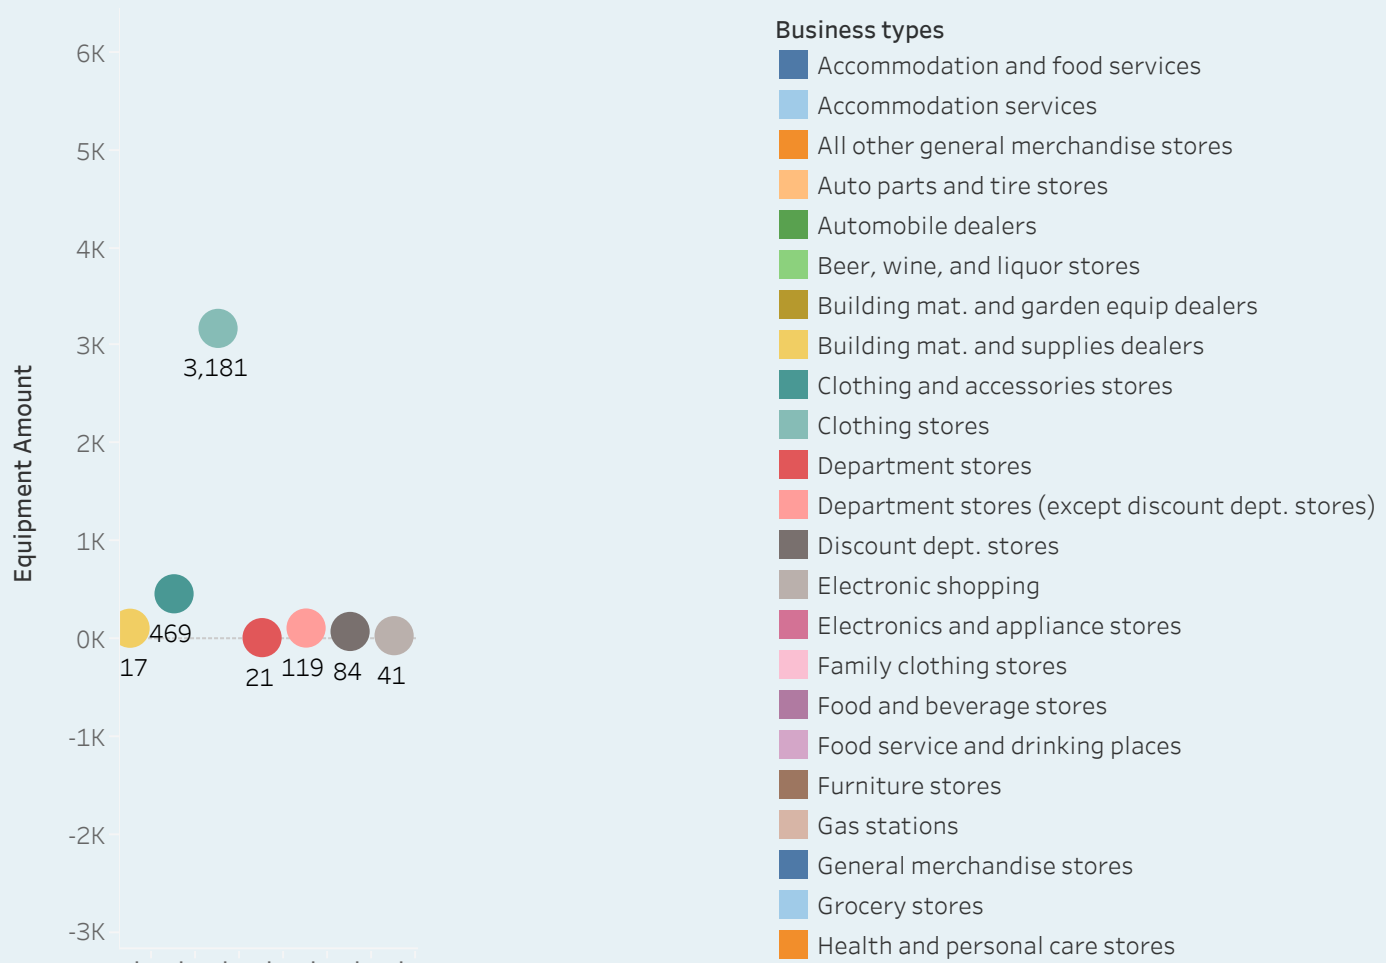 Equipment Amount
6K
5K
4K
3K
2K
1K
0K
-1K
-2K
-3K
3,181
469
17
21
119
84
41
Business types
Accommodation and food services
Accommodation services
All other general merchandise stores
Auto parts and tire stores
Automobile dealers
Beer, wine, and liquor stores
Building mat. and garden equip dealers
Building mat. and supplies dealers
Clothing and accessories stores
Clothing stores
Department stores
Department stores (except discount dept. stores)
Discount dept. stores
Electronic shopping
Electronics and appliance stores
Family clothing stores
Food and beverage stores
Food service and drinking places
Furniture stores
Gas stations
General merchandise stores
Grocery stores
Health and personal care stores